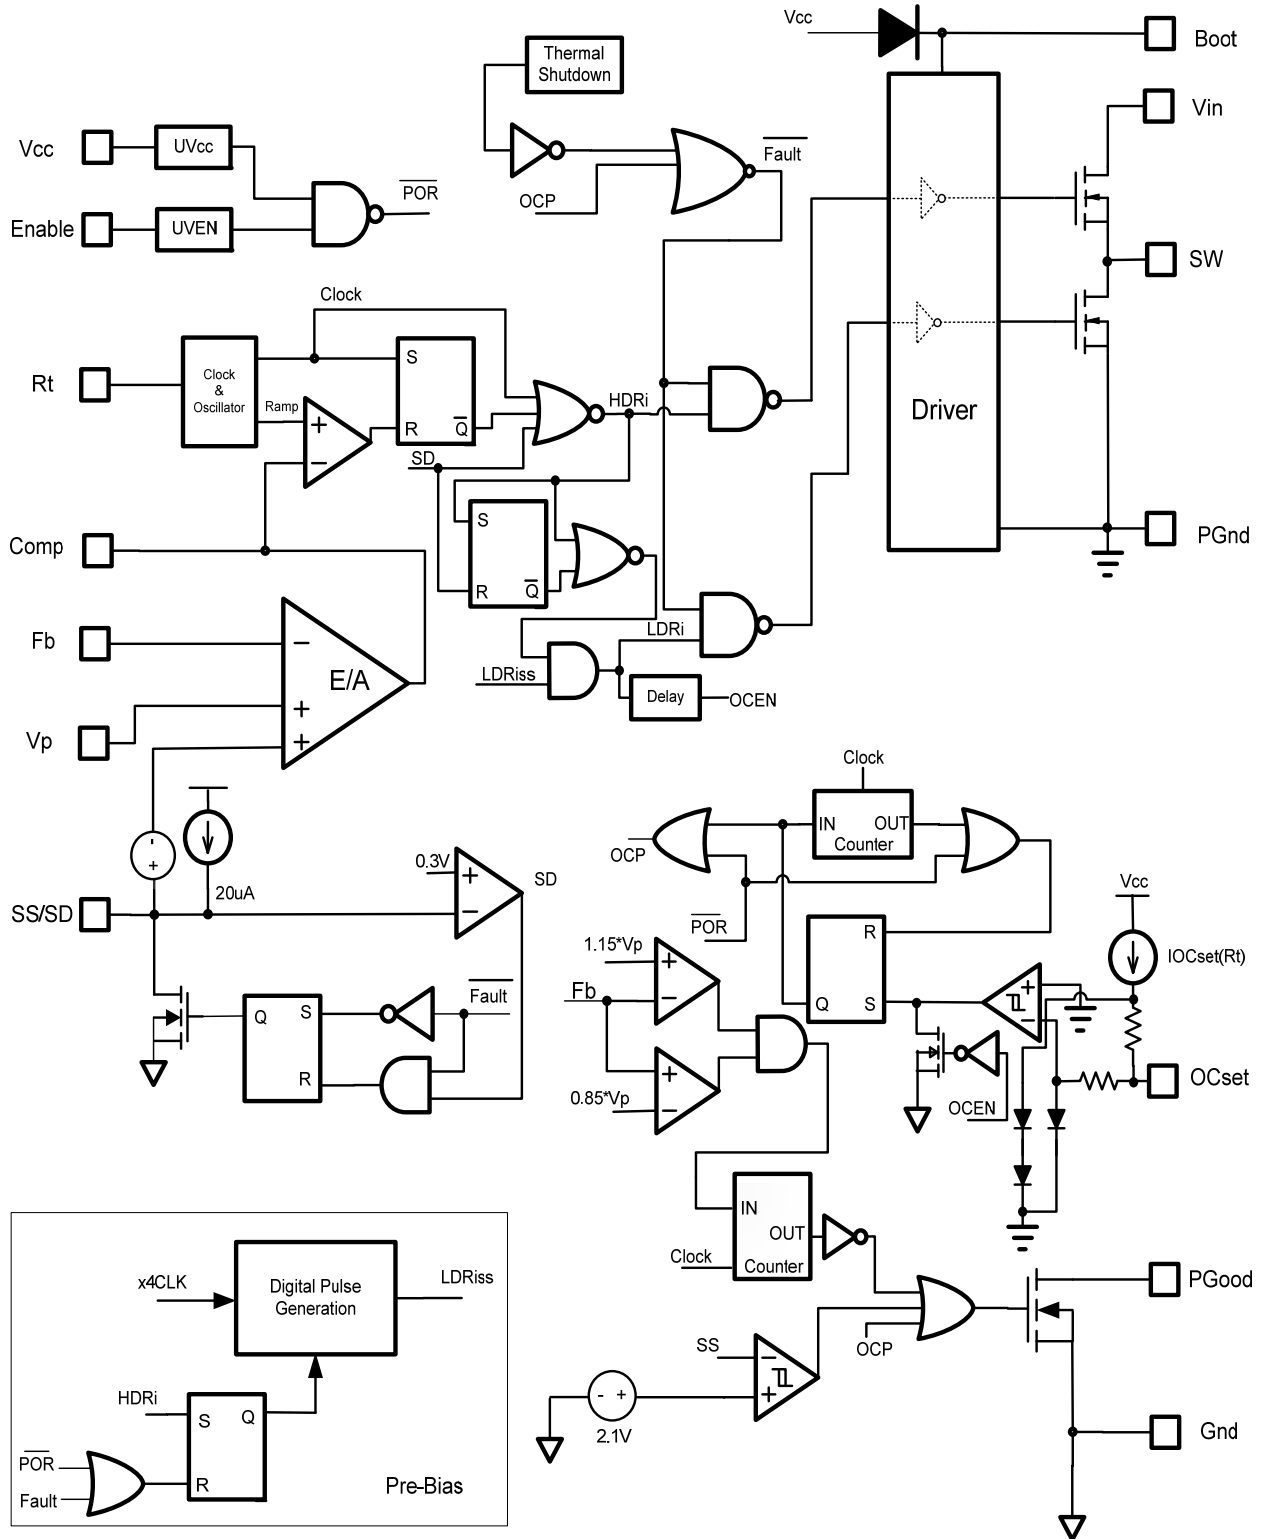 Vcc
Boot
Thermal
Shutdown
Vin
Vcc
UVcc
Fault
POR
OCP
Enable
UVEN
SW
Clock
Rt
Clock
&
Oscillator
Ramp
S
R
Q
+
−
HDRi
SD
Driver
S
R
Q
Comp
PGnd
Fb
−
E/A
LDRi
LDRiss
Delay
OCEN
+
+
Vp
Clock
IN
OUT
Counter
OCP
-
+
20uA
0.3V
+
−
SD
SS/SD
POR
Vcc
IOCset(Rt)
1.15*Vp
+
−
Fb
R
Q
S
+
−
Fault
Q
S
R
OCset
0.85*Vp
+
−
OCEN
IN
OUT
Clock
Counter
x4CLK
Digital Pulse
Generation
LDRiss
PGood
SS
−
+
OCP
- +
2.1V
HDRi
S
Q
R
POR
Fault
Pre-Bias
Gnd